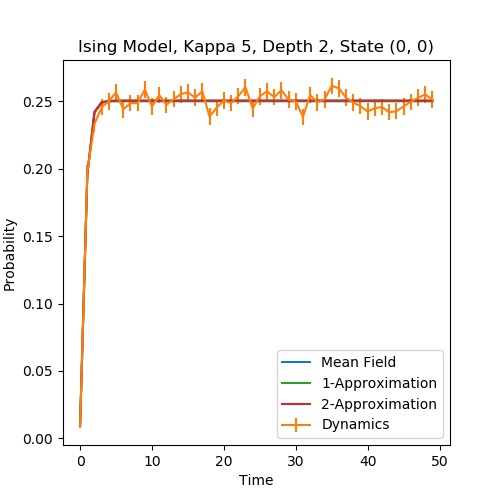 Ising Model, Kappa 5, Depth 2, State (0, 0)
0.25
0.20
0.15
0.10
0.05
0.00
Probability
0 10 20 30 40 50
Time
Mean Field
1-Approximation
2-Approximation
Dynamics